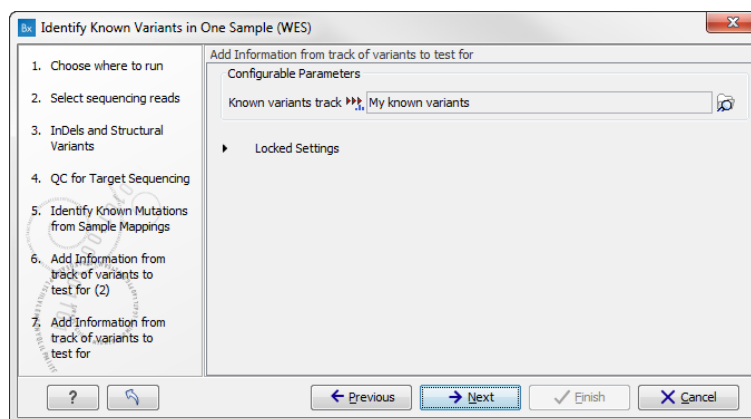 Bx Identify Known Variants in One Sample (WES)
X
1. Choose where to run
2. Select sequencing reads
3. InDels and Structural
Variants
4. QC for Target Sequencing
5. Identify Known Mutations
from Sample Mappings
6. Add Information from
track of variants to
test for (2)
7. Add Information from
track of variants to
test for
Add Information from track of variants to test for
Configurable Parameters
Known variants track My known variants
Locked Settings
? Previous Next Finish Cancel